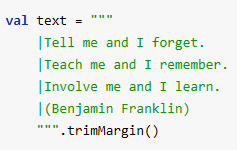 val text = """
    |Tell me and I forget.
    |Teach me and I remember.
    |Involve me and I learn.
    |(Benjamin Franklin)
    """.trimMargin()